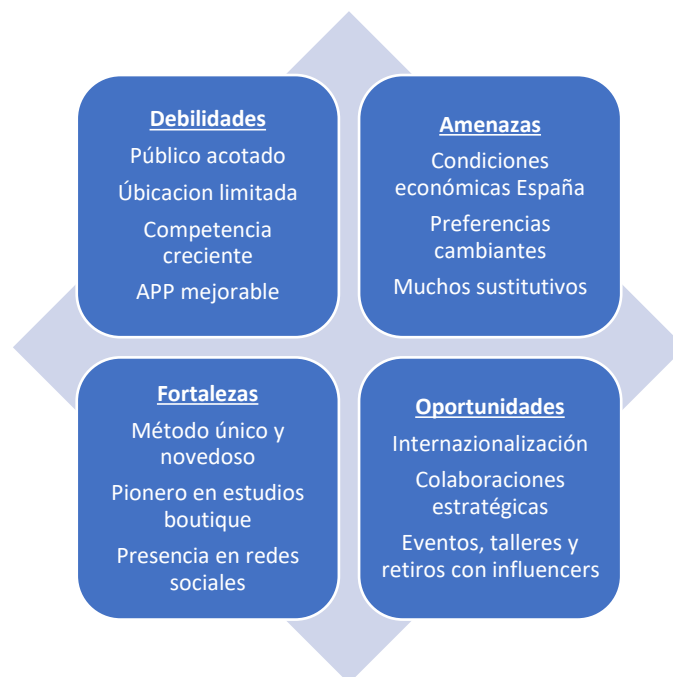 Debilidades
Público acotado
Úbicacion limitada
Competencia
creciente
APP mejorable
Amenazas
Condiciones
económicas España
Preferencias
cambiantes
Muchos sustitutivos
Fortalezas
Método único y
novedoso
Pionero en estudios
boutique
Presencia en redes
sociales
Oportunidades
Internazionalización
Colaboraciones
estratégicas
Eventos, talleres y
retiros con influencers